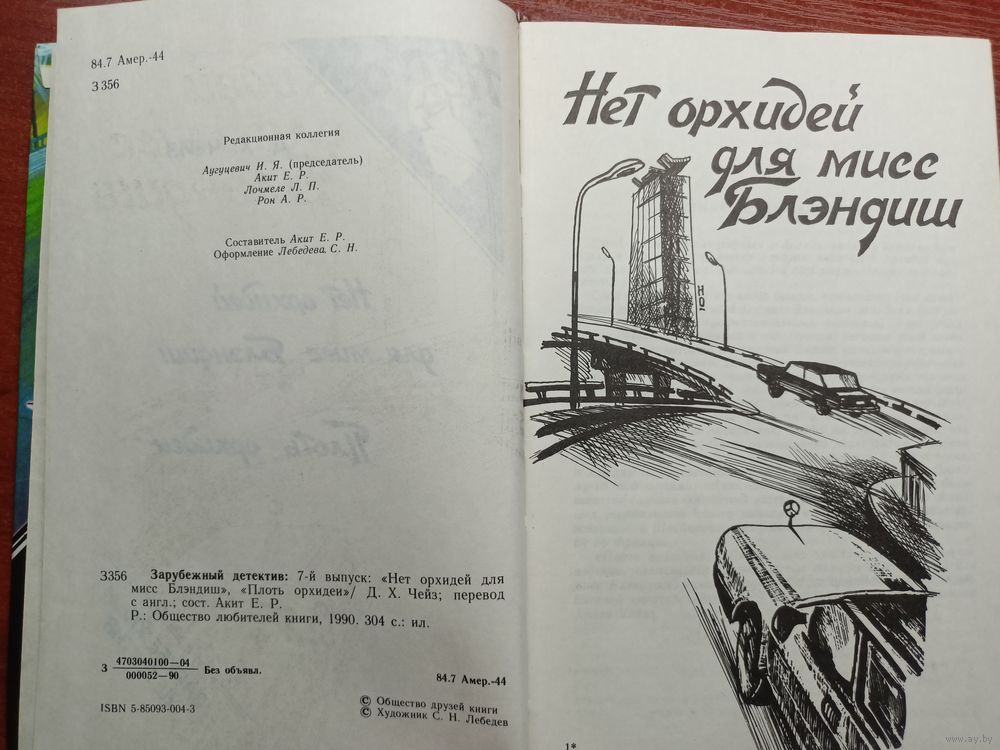 84.7 Амер.-44
З 356
Редакционная коллегия
Аугуцевич И. Я. (председатель)
Акит Е. Р.
Лочмеле Л. П.
Рон А. Р.
Составитель Акит Е. Р.
Оформление Лебедева С. Н.
З356 Зарубежный детектив: 7-й выпуск: «Нет орхидей для
мисс Блэндиш», «Плоть орхидеи»/ Д. Х. Чейз; перевод
с англ.; сост. Акит Е. Р.
Р.: Общество любителей книги, 1990. 304 с.: ил.
З 4703040100—04
000052—90
Без объявл.
84.7 Амер.-44
ISBN 5-85093-004-3
© Общество друзей книги
© Художник С. Н. Лебедев
Нет орхидей
для мисс
Блэндиш
1*
www.ay.by